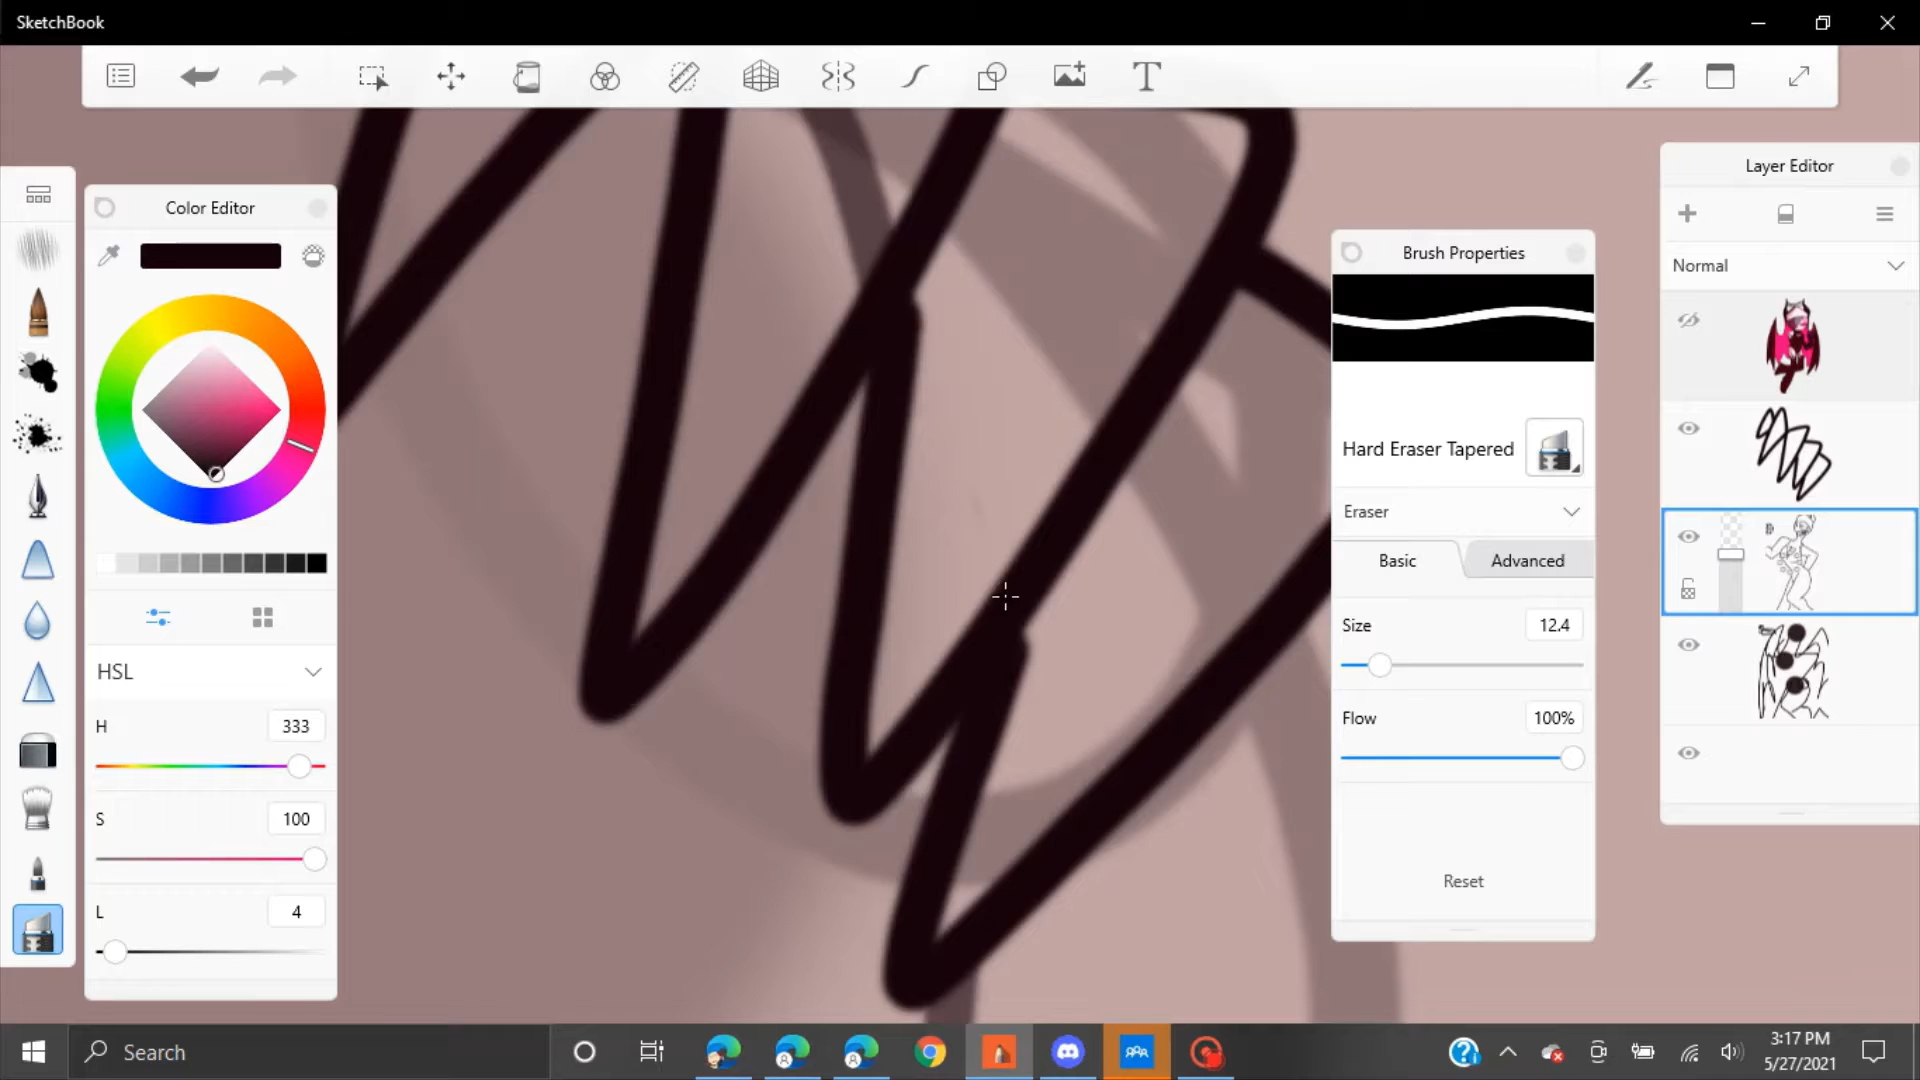 SketchBook
T
Color Editor
HSL
H 333
S 100
L 4
Brush Properties
Hard Eraser Tapered
Eraser
Basic Advanced
Size 12.4
Flow 100%
Reset
Layer Editor
Normal
Search
3:17 PM
5/27/2021